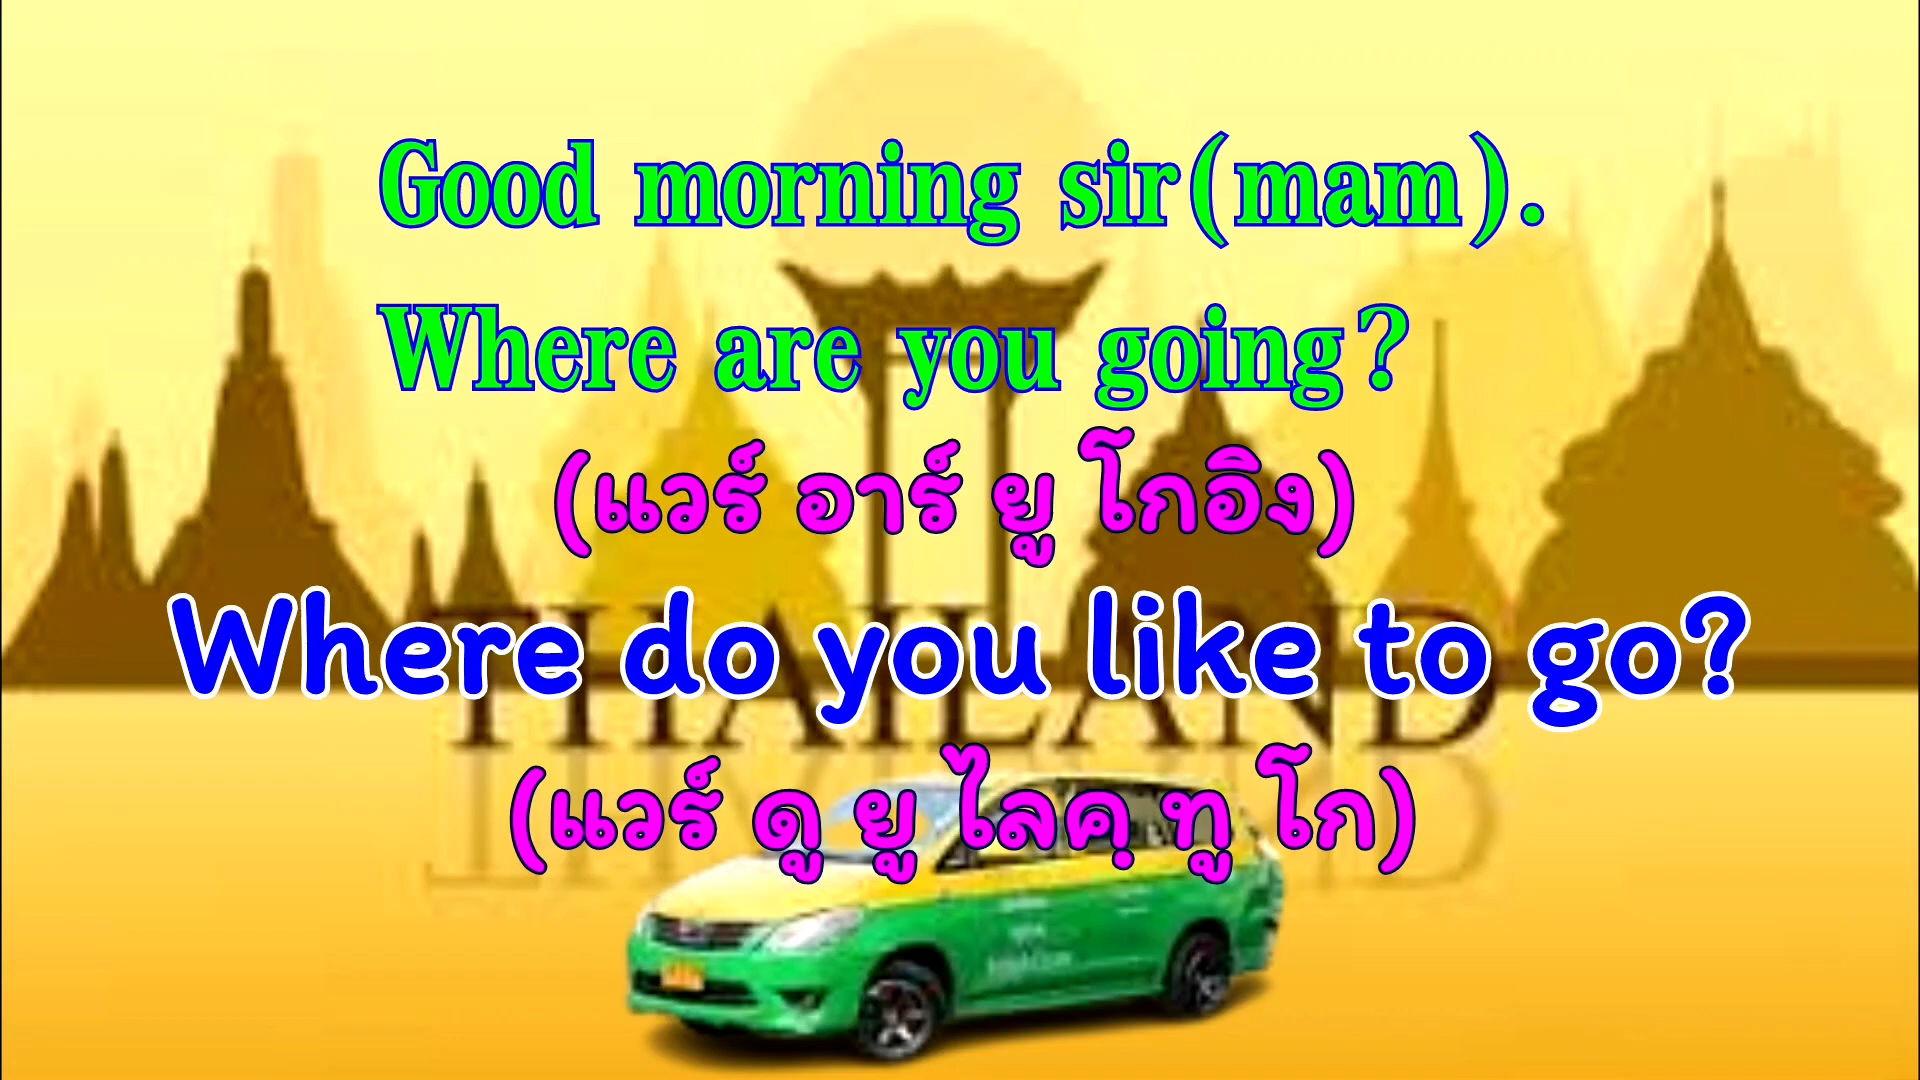 Good morning sir(mam).
Where are you going?
(แวร์ อาร์ ยู โกอิง)
Where do you like to go?
THAILAND
(แวร์ ดู ยู ไลคฺ ทู โก)